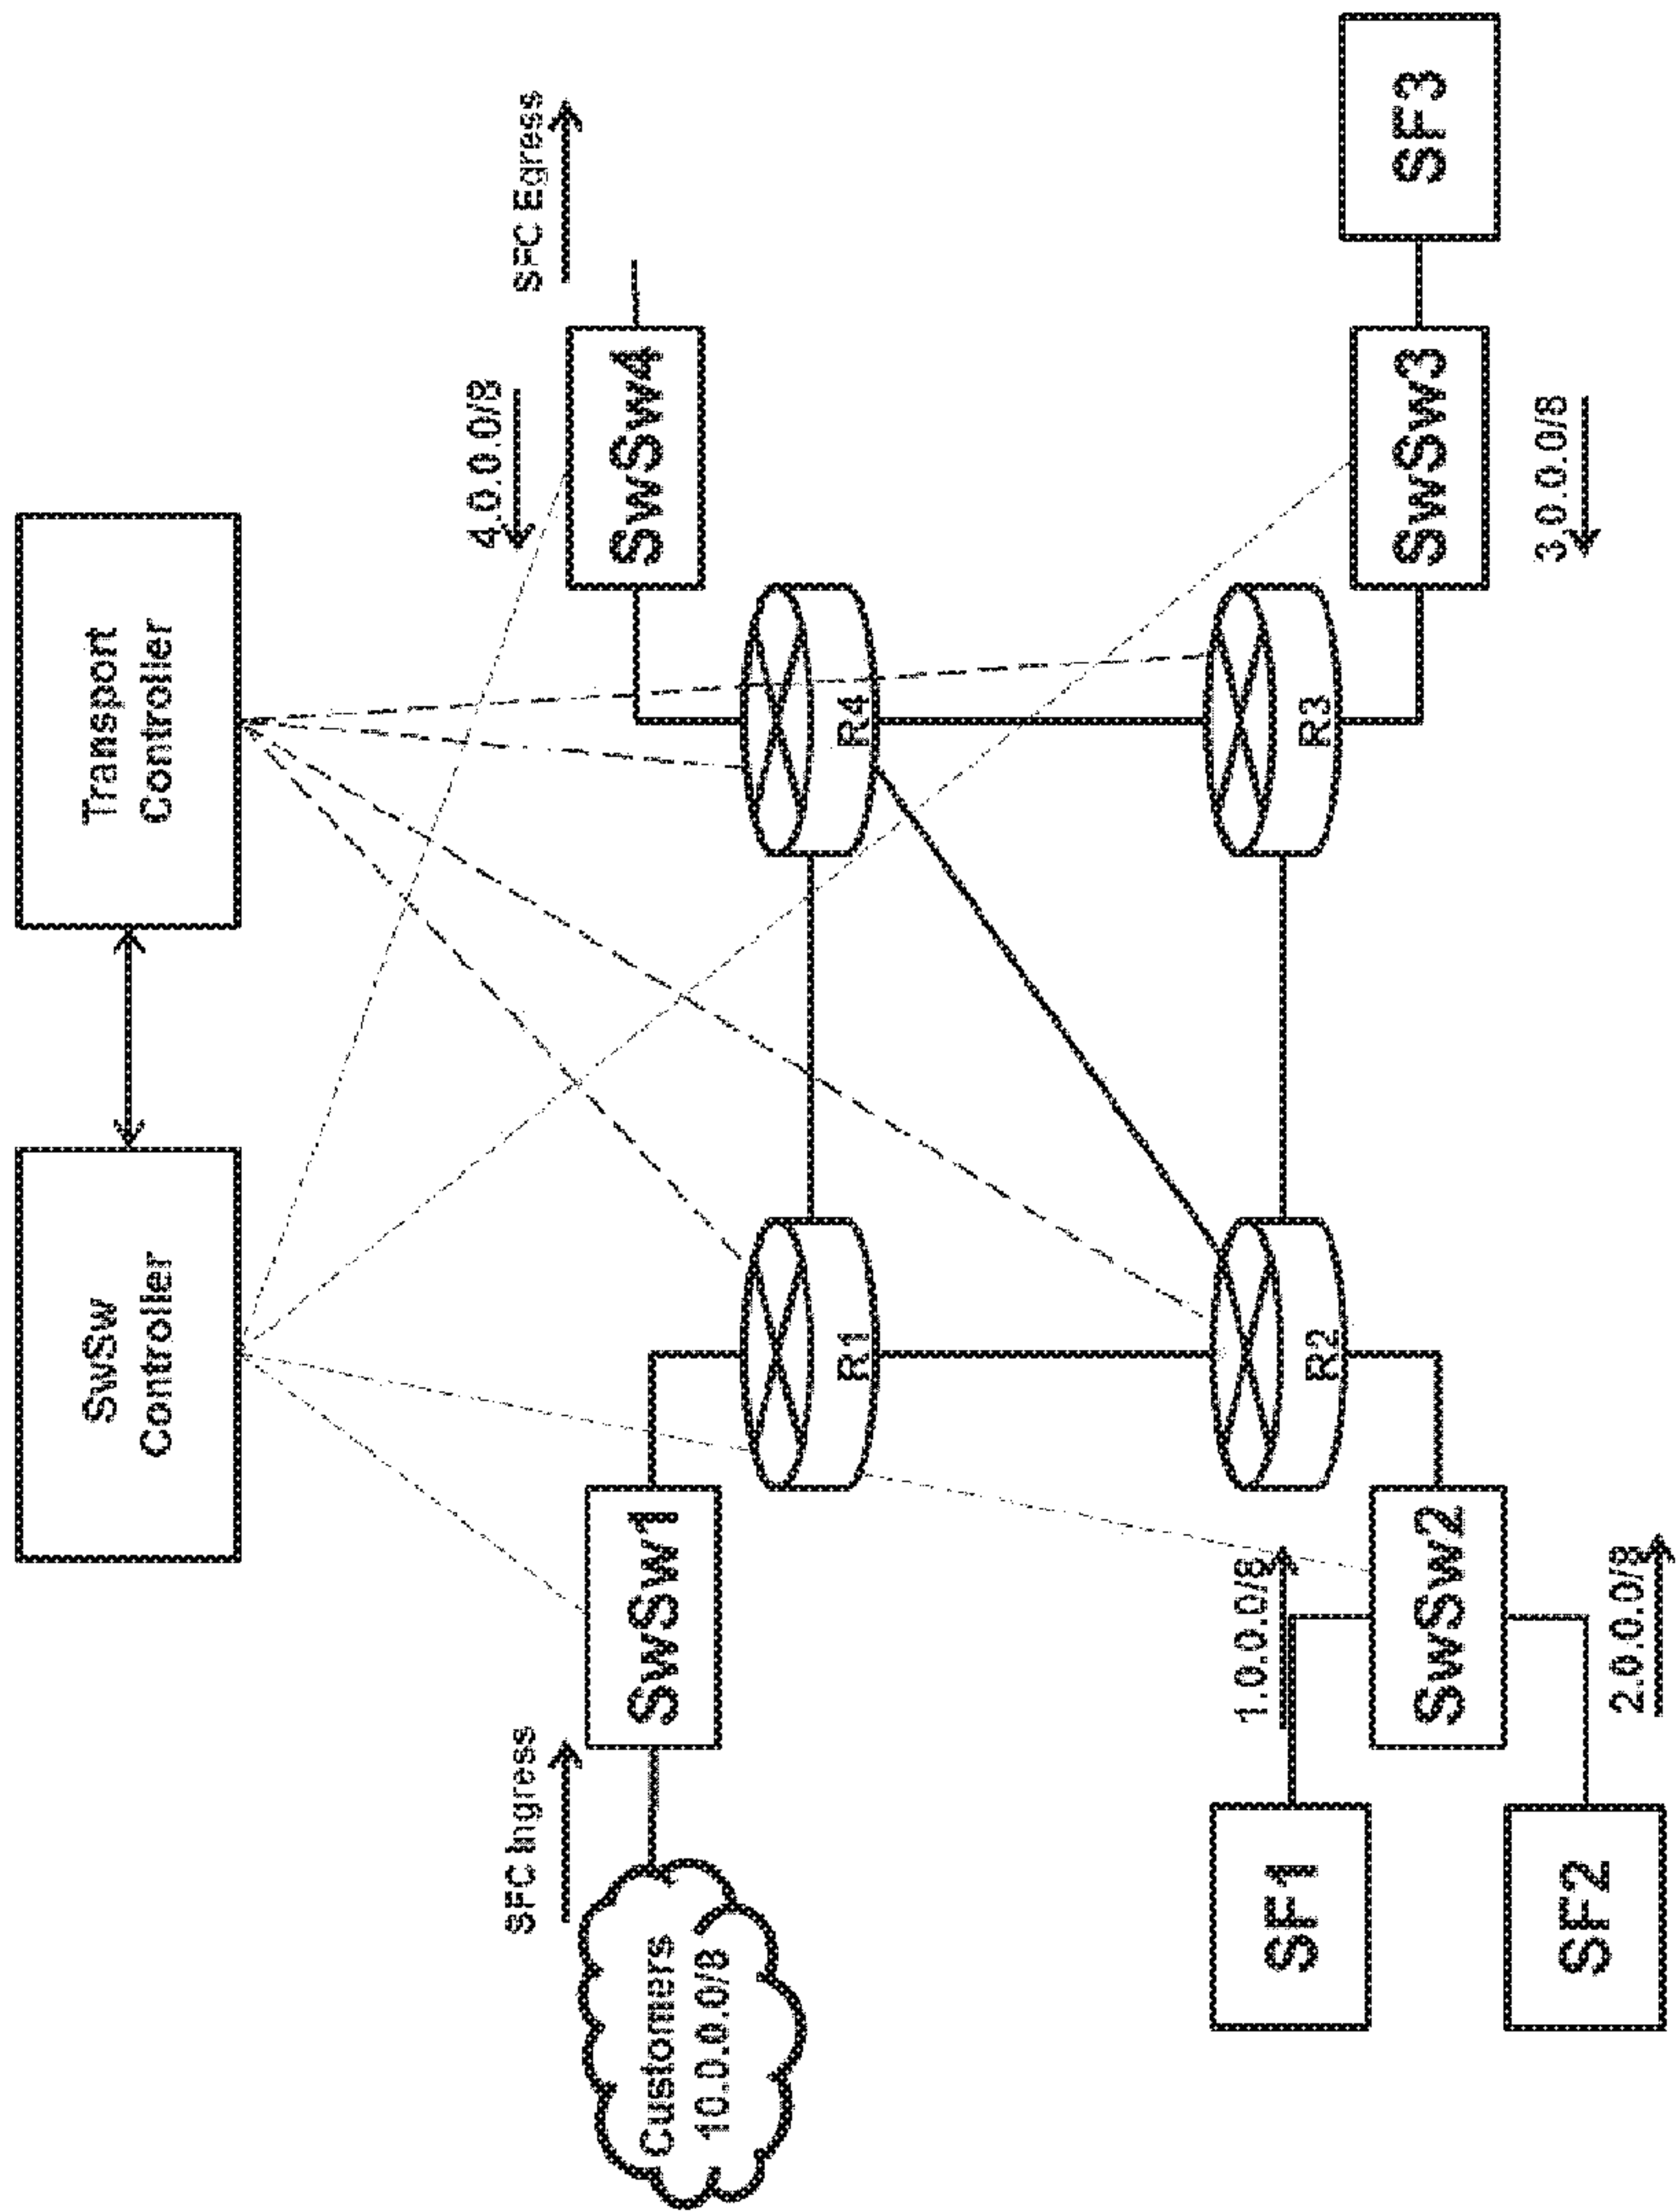 SwSw
Controller
Transport
Controller
SFC Ingress
4.0.0.0/8
SFC Egress
Customers
10.0.0.0/8
SwSw1
SwSw4
R1
R4
1.0.0.0/8
SF1
R2
R3
SwSw2
SwSw3
SF3
SF2
2.0.0.0/8
3.0.0.0/8